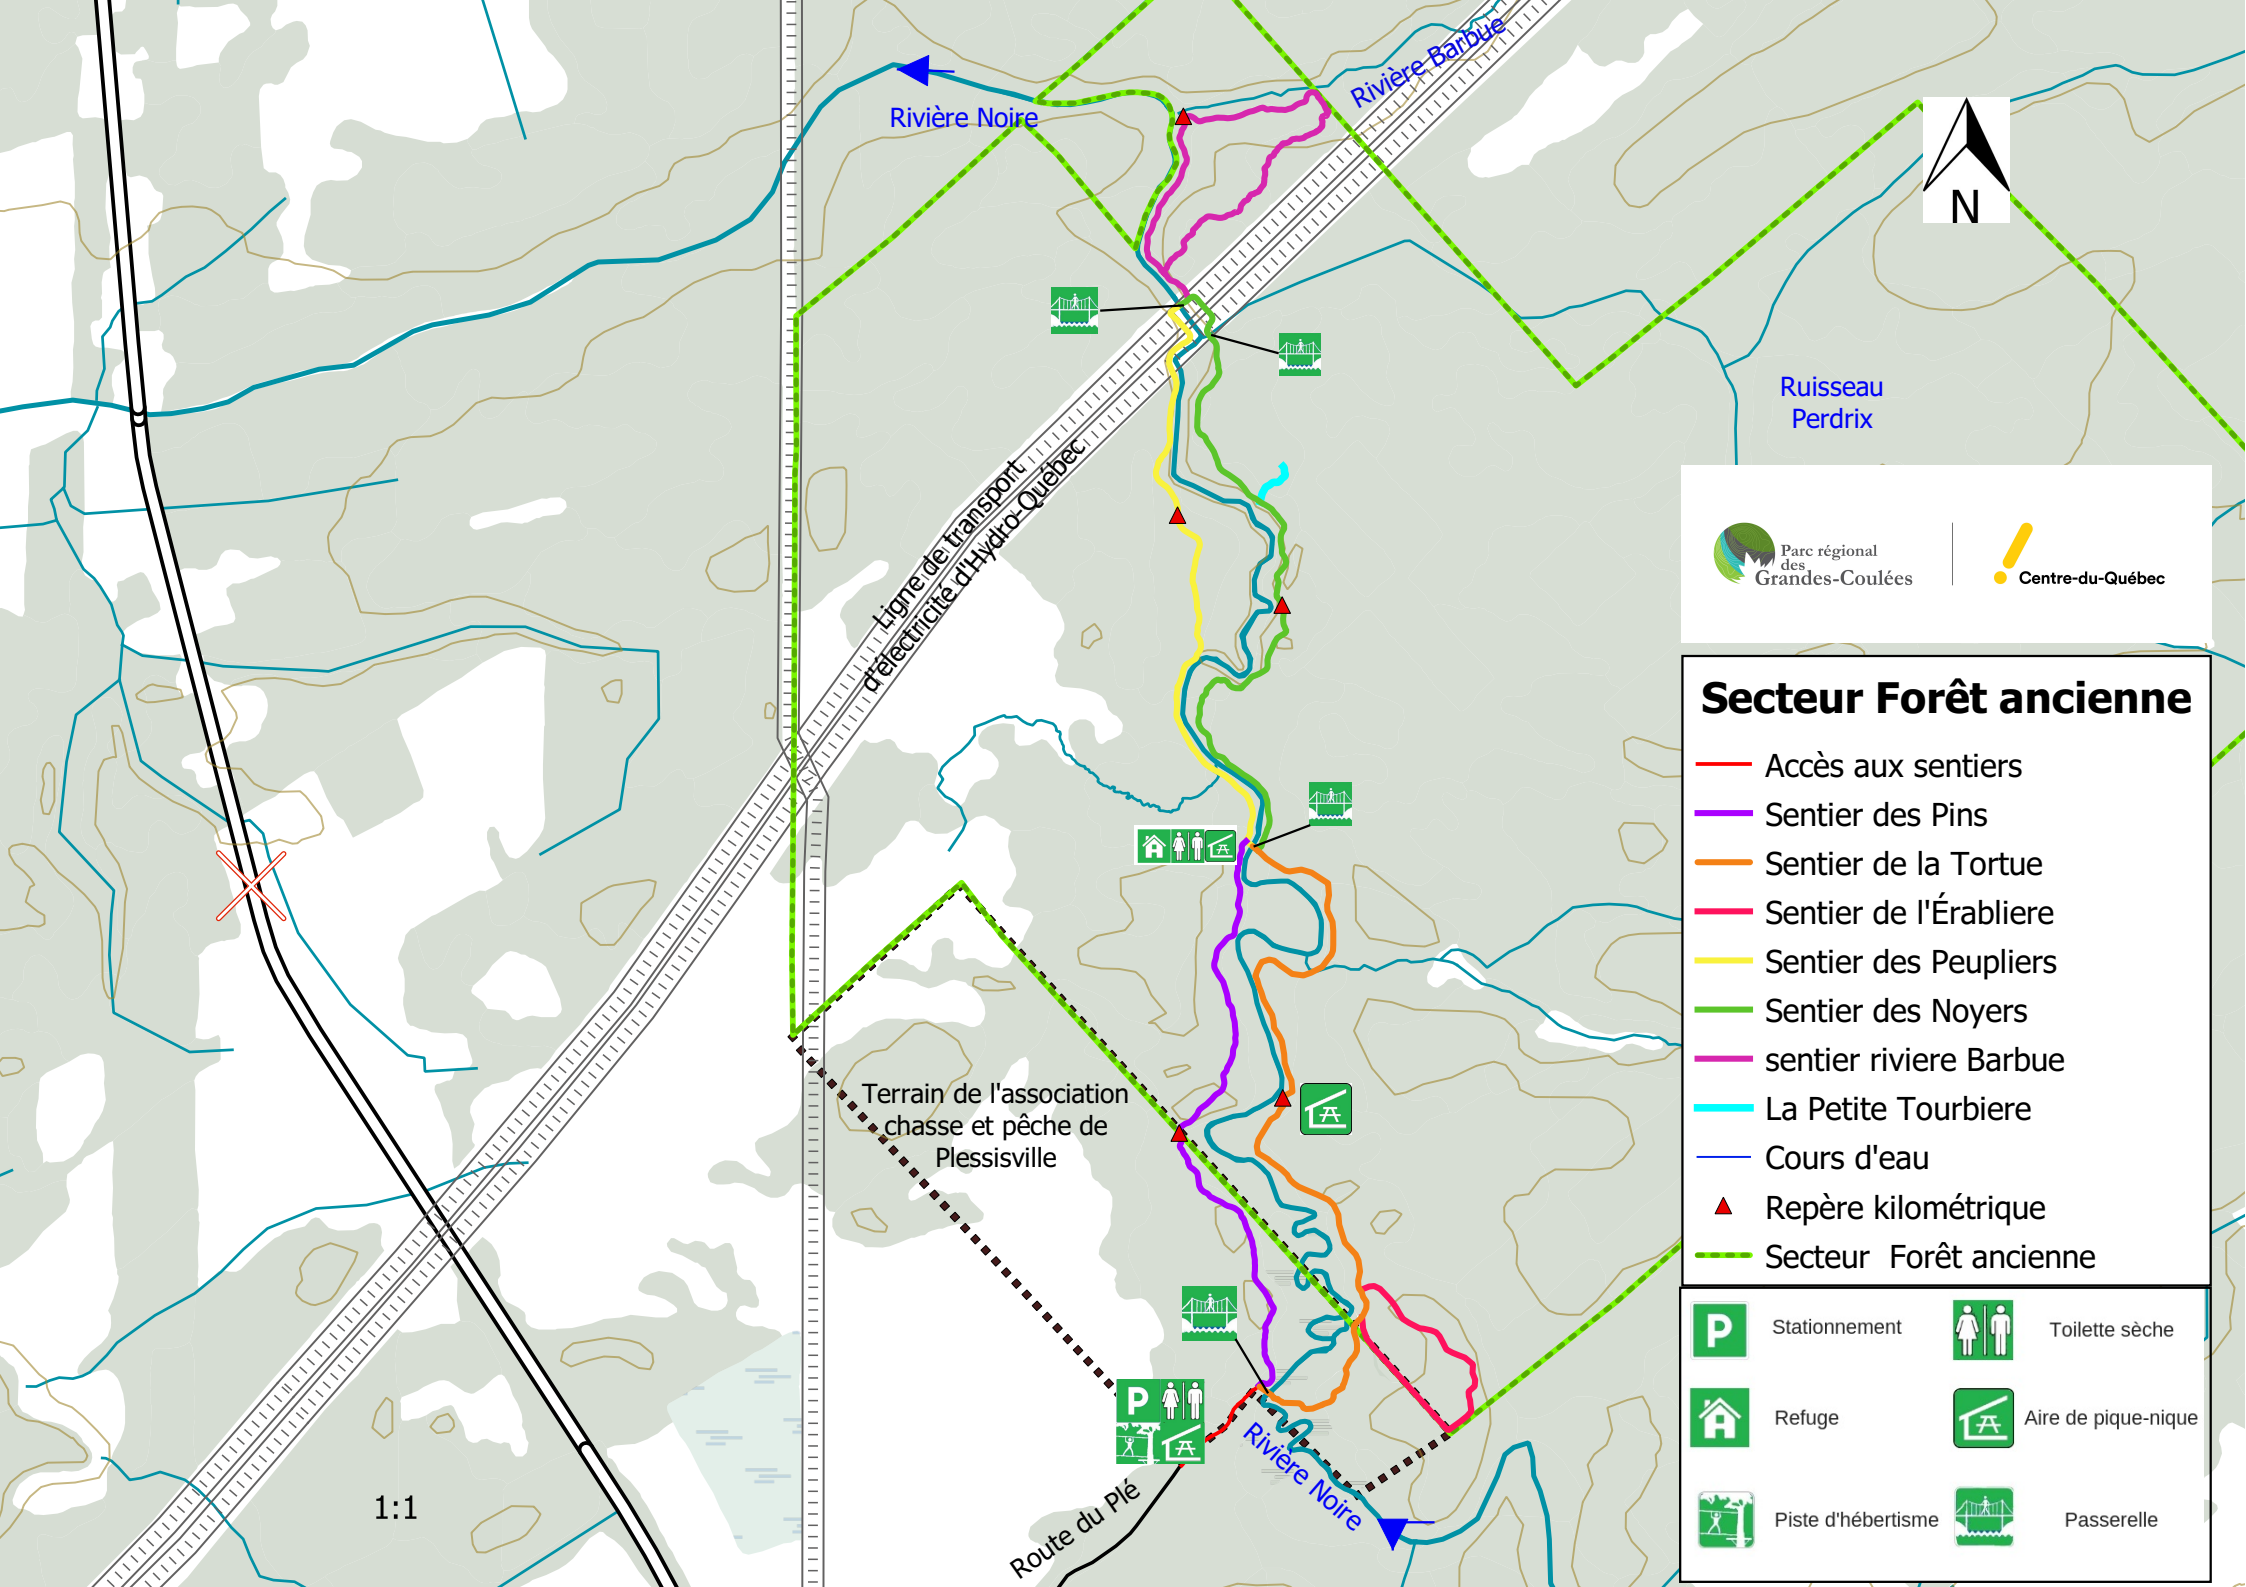 Rivière Noire
Rivière Barbue
N
Ruisseau
Perdrix
Ligne de transport
d'électricité d'Hydro-Québec
Parc régional
des
Grandes-Coulées
Centre-du-Québec
Secteur Forêt ancienne
Accès aux sentiers
Sentier des Pins
Sentier de la Tortue
Sentier de l'Érabliere
Sentier des Peupliers
Sentier des Noyers
sentier riviere Barbue
La Petite Tourbiere
Cours d'eau
Repère kilométrique
Secteur Forêt ancienne
P
Stationnement
Toilette sèche
Refuge
Aire de pique-nique
Piste d'hébertisme
Passerelle
Terrain de l'association
chasse et pêche de
Plessisville
P
Rivière Noire
Route du Plé
1:1